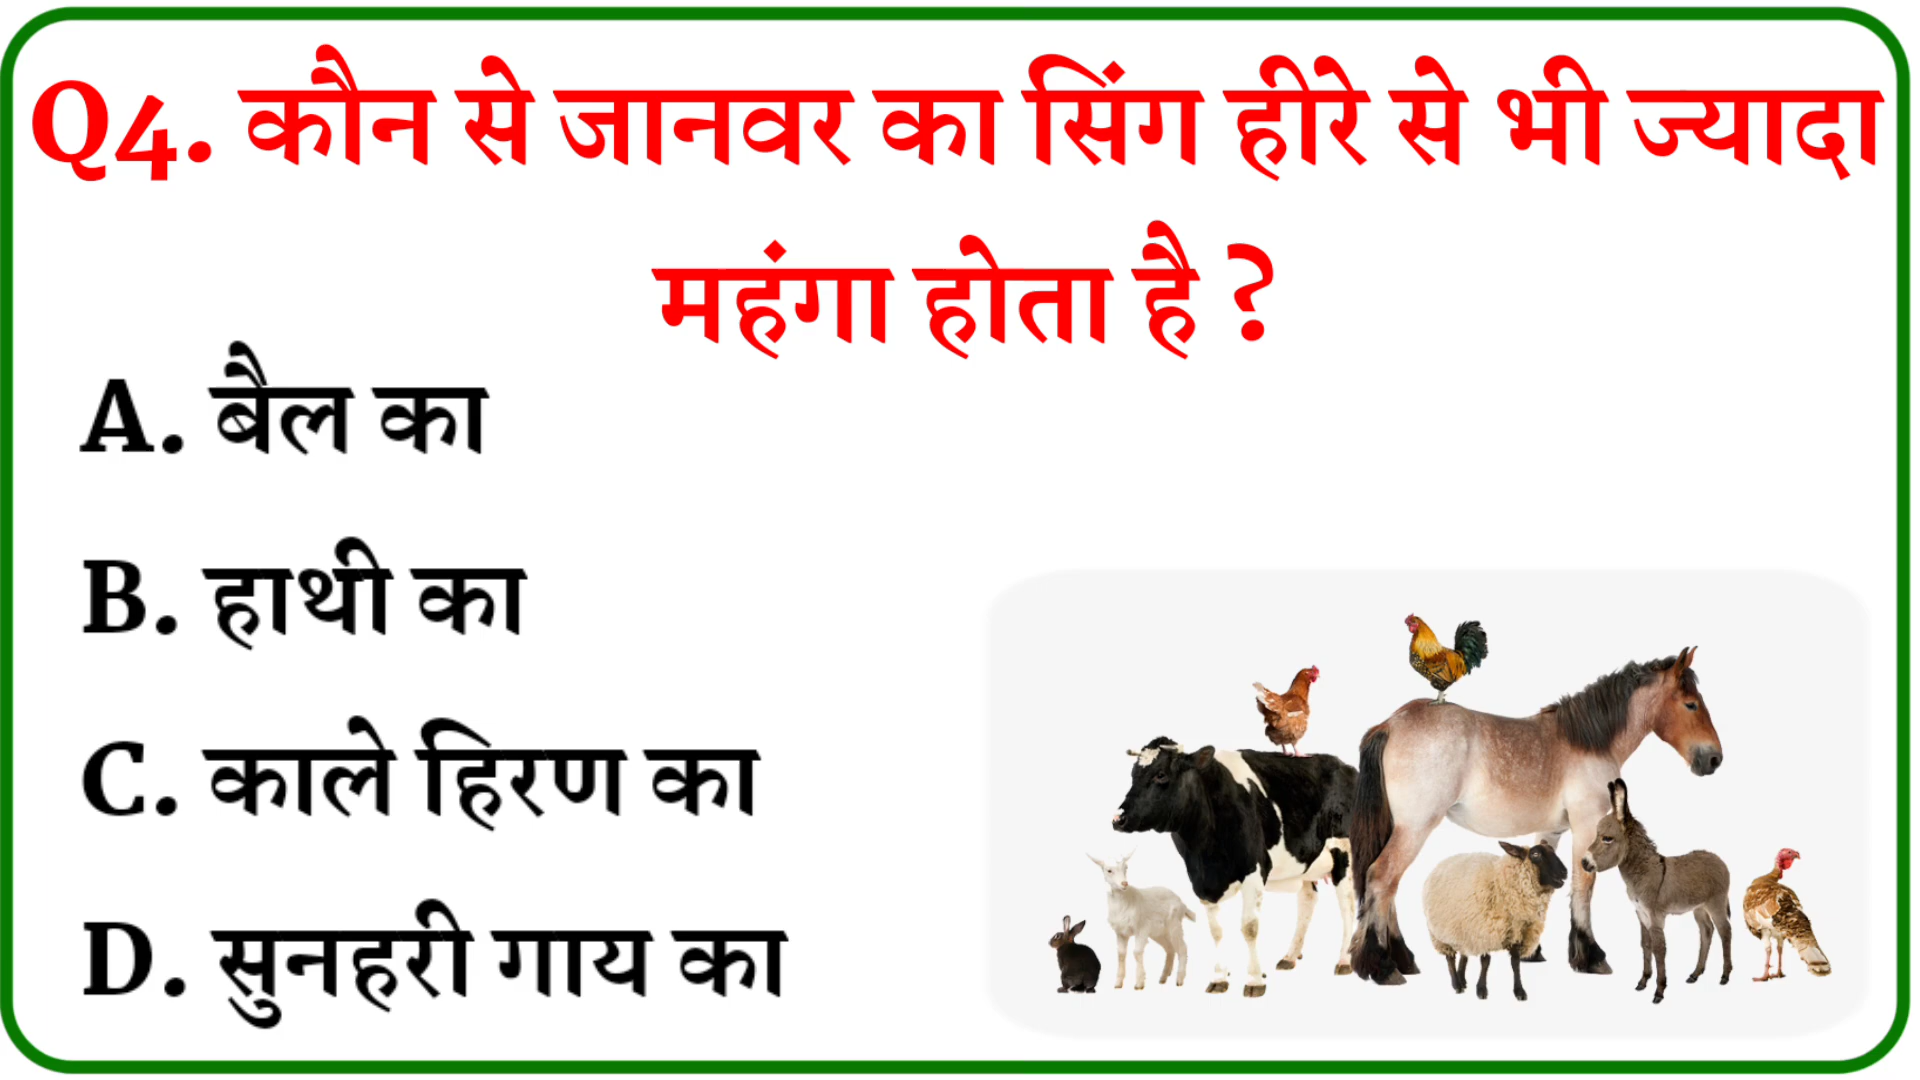 Q4. कौन से जानवर का सिंग हीरे से भी ज्यादा
महंगा होता है ?
A. बैल का
B. हाथी का
C. काले हिरण का
D. सुनहरी गाय का